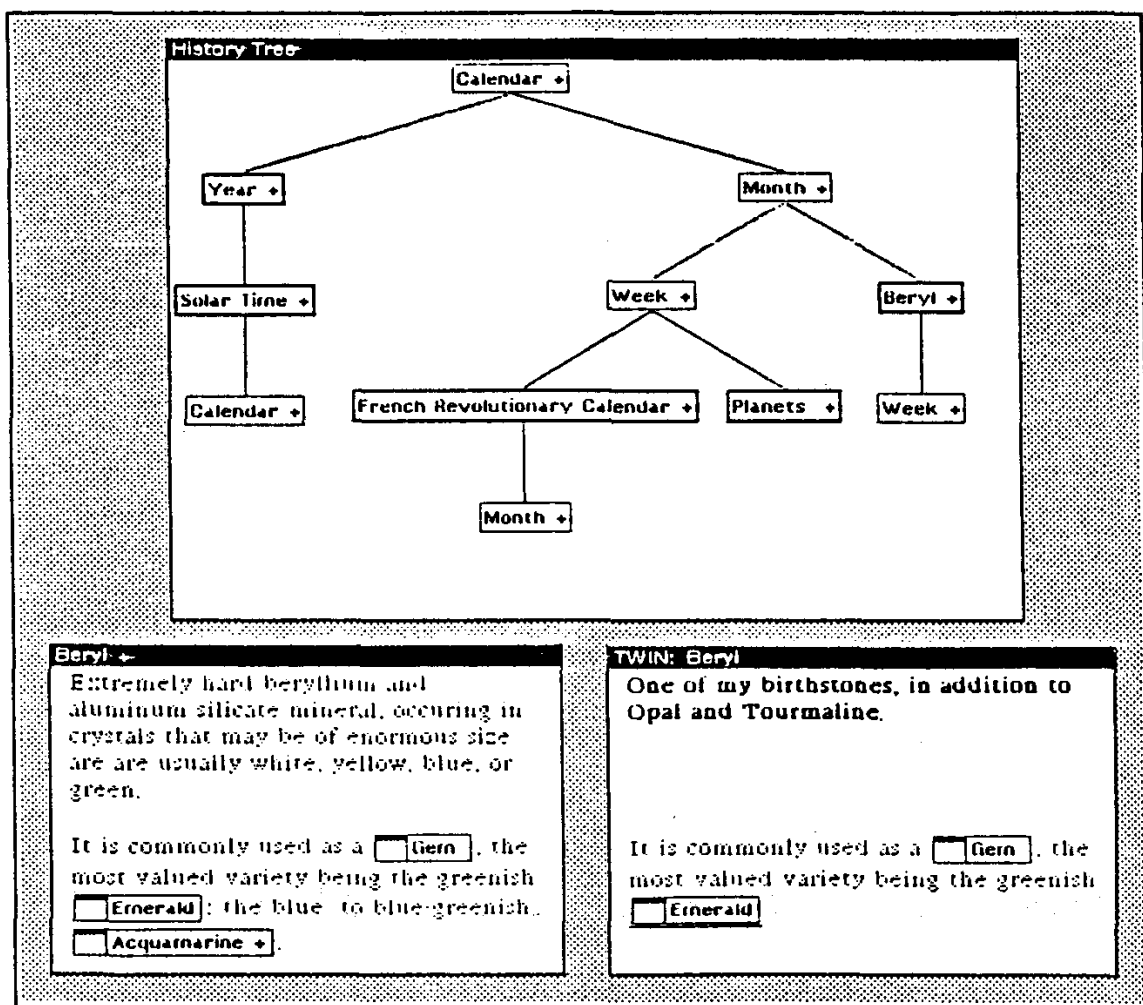 History Tree
Calendar +
Year +
Month +
Solar Time +
Week +
Beryl +
Calendar +
French Revolutionary Calendar +
Planets +
Week +
Month +
Beryl +
Extremely hard beryllium and
aluminum silicate mineral, occuring in
crystals that may be of enormous size
are are usually white, yellow, blue, or
green.
It is commonly used as a Gem , the
most valued variety being the greenish
Emerald ; the blue to blue-greenish,
Acquamarine + .
TWIN: Beryl
One of my birthstones, in addition to
Opal and Tourmaline.
It is commonly used as a Gem , the
most valued variety being the greenish
Emerald